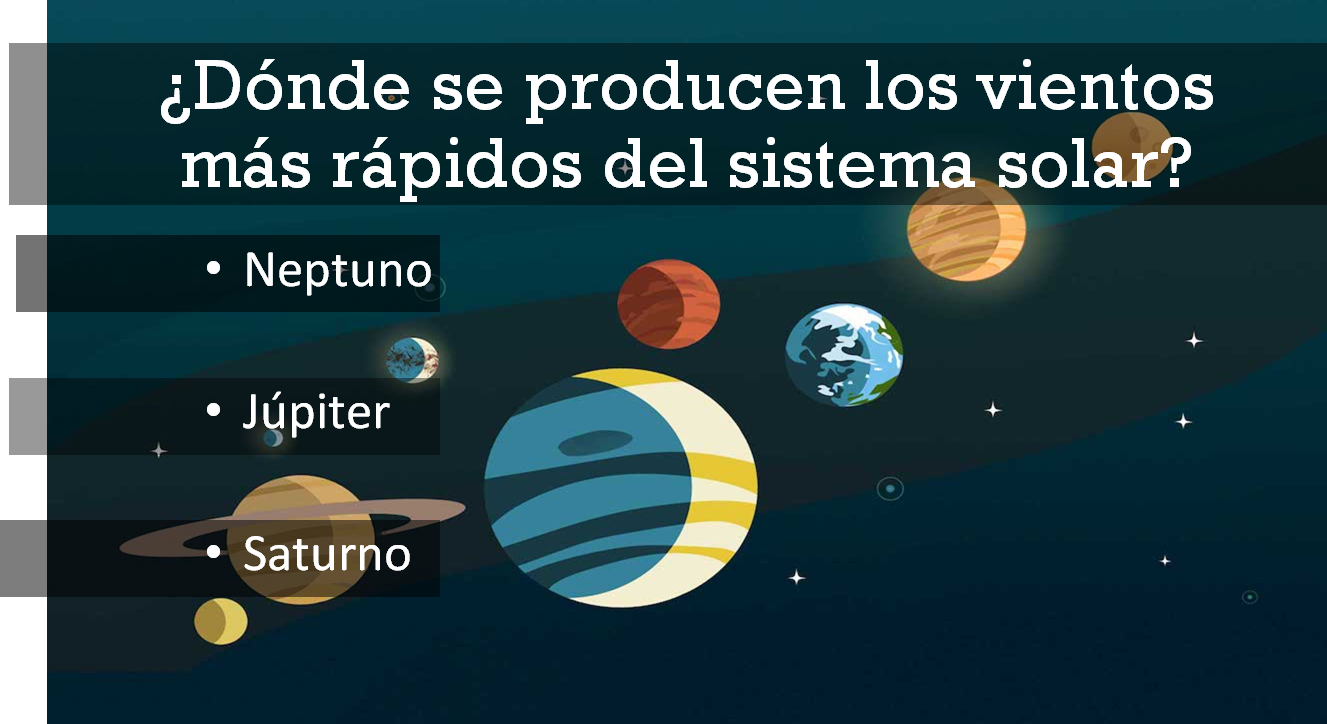 ¿Dónde se producen los vientos
más rápidos del sistema solar?
• Neptuno
• Júpiter
• Saturno